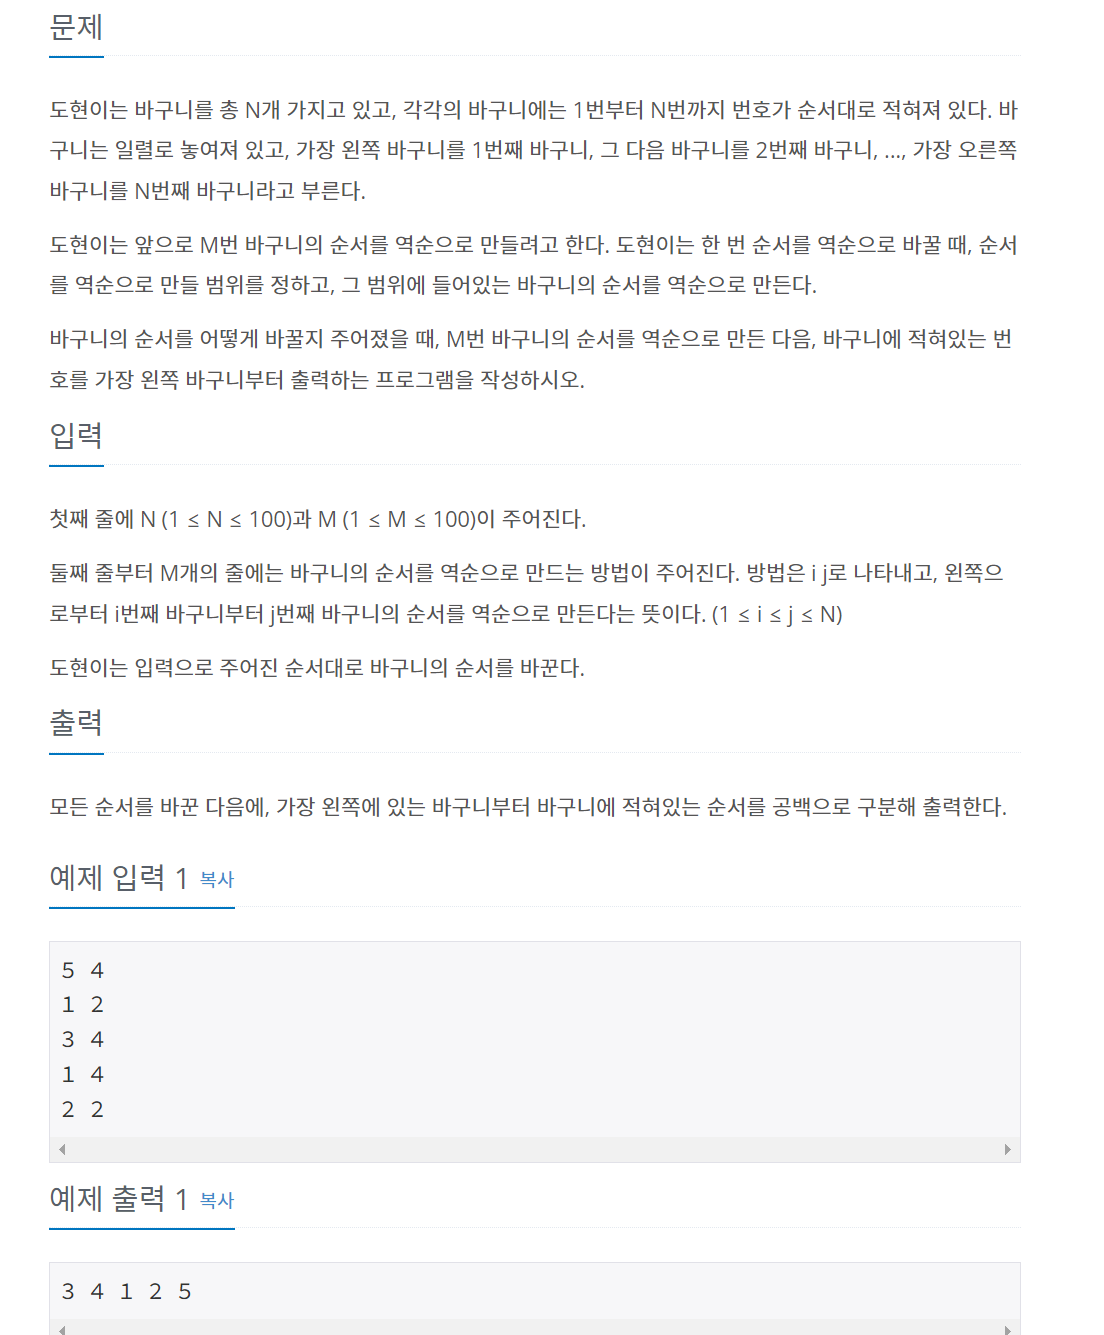 문제
도현이는 바구니를 총 N개 가지고 있고, 각각의 바구니에는 1번부터 N번까지 번호가 순서대로 적혀져 있다. 바
구니는 일렬로 놓여져 있고, 가장 왼쪽 바구니를 1번째 바구니, 그 다음 바구니를 2번째 바구니, ..., 가장 오른쪽
바구니를 N번째 바구니라고 부른다.
도현이는 앞으로 M번 바구니의 순서를 역순으로 만들려고 한다. 도현이는 한 번 순서를 역순으로 바꿀 때, 순서
를 역순으로 만들 범위를 정하고, 그 범위에 들어있는 바구니의 순서를 역순으로 만든다.
바구니의 순서를 어떻게 바꿀지 주어졌을 때, M번 바구니의 순서를 역순으로 만든 다음, 바구니에 적혀있는 번
호를 가장 왼쪽 바구니부터 출력하는 프로그램을 작성하시오.
입력
첫째 줄에 N (1 ≤ N ≤ 100)과 M (1 ≤ M ≤ 100)이 주어진다.
둘째 줄부터 M개의 줄에는 바구니의 순서를 역순으로 만드는 방법이 주어진다. 방법은 i j로 나타내고, 왼쪽으
로부터 i번째 바구니부터 j번째 바구니의 순서를 역순으로 만든다는 뜻이다. (1 ≤ i ≤ j ≤ N)
도현이는 입력으로 주어진 순서대로 바구니의 순서를 바꾼다.
출력
모든 순서를 바꾼 다음에, 가장 왼쪽에 있는 바구니부터 바구니에 적혀있는 순서를 공백으로 구분해 출력한다.
예제 입력 1 복사
5 4
1 2
3 4
1 4
2 2
예제 출력 1 복사
3 4 1 2 5